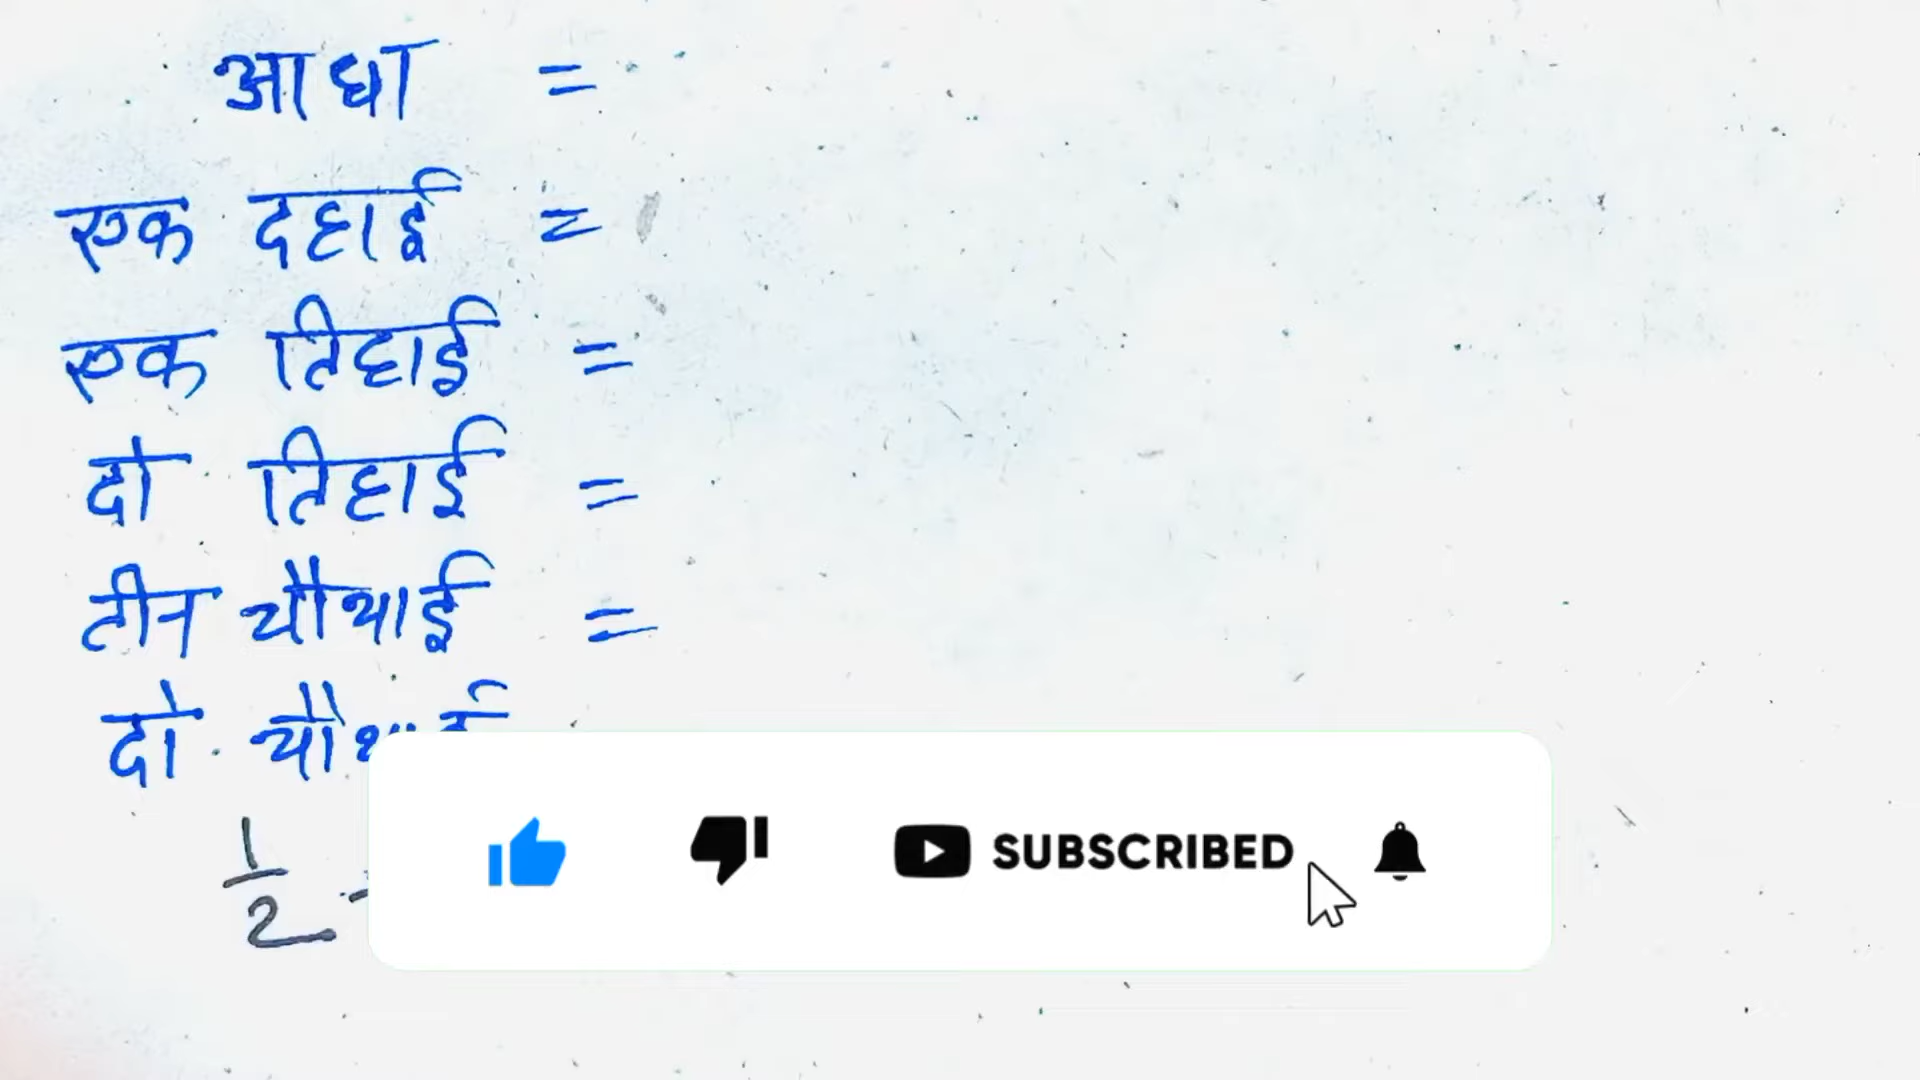 आधा =
एक दहाई =
एक तिहाई =
दो तिहाई =
तीन चौथाई =
दो
1
2
SUBSCRIBED